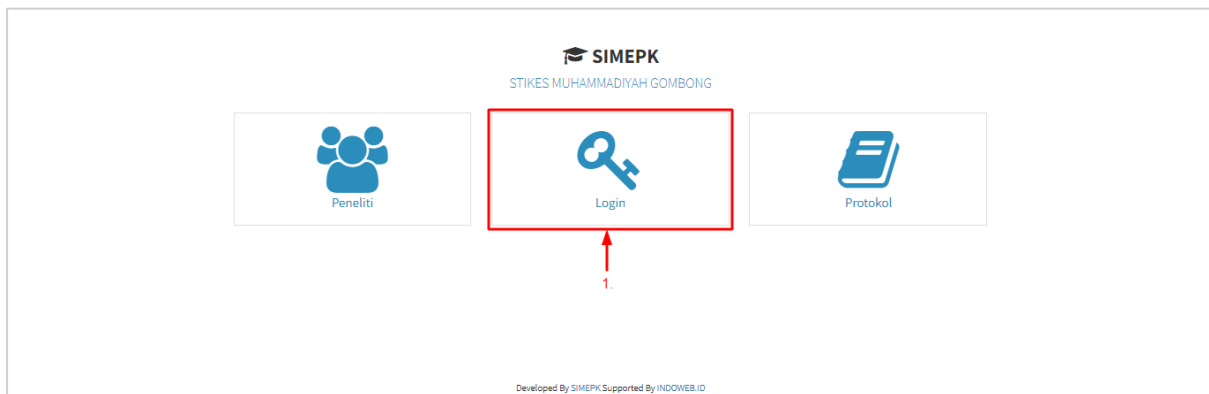 SIMEPK
STIKES MUHAMMADIYAH GOMBONG
Peneliti
Login
Protokol
1.
Developed By SIMEPK Supported By INDOWEB.ID